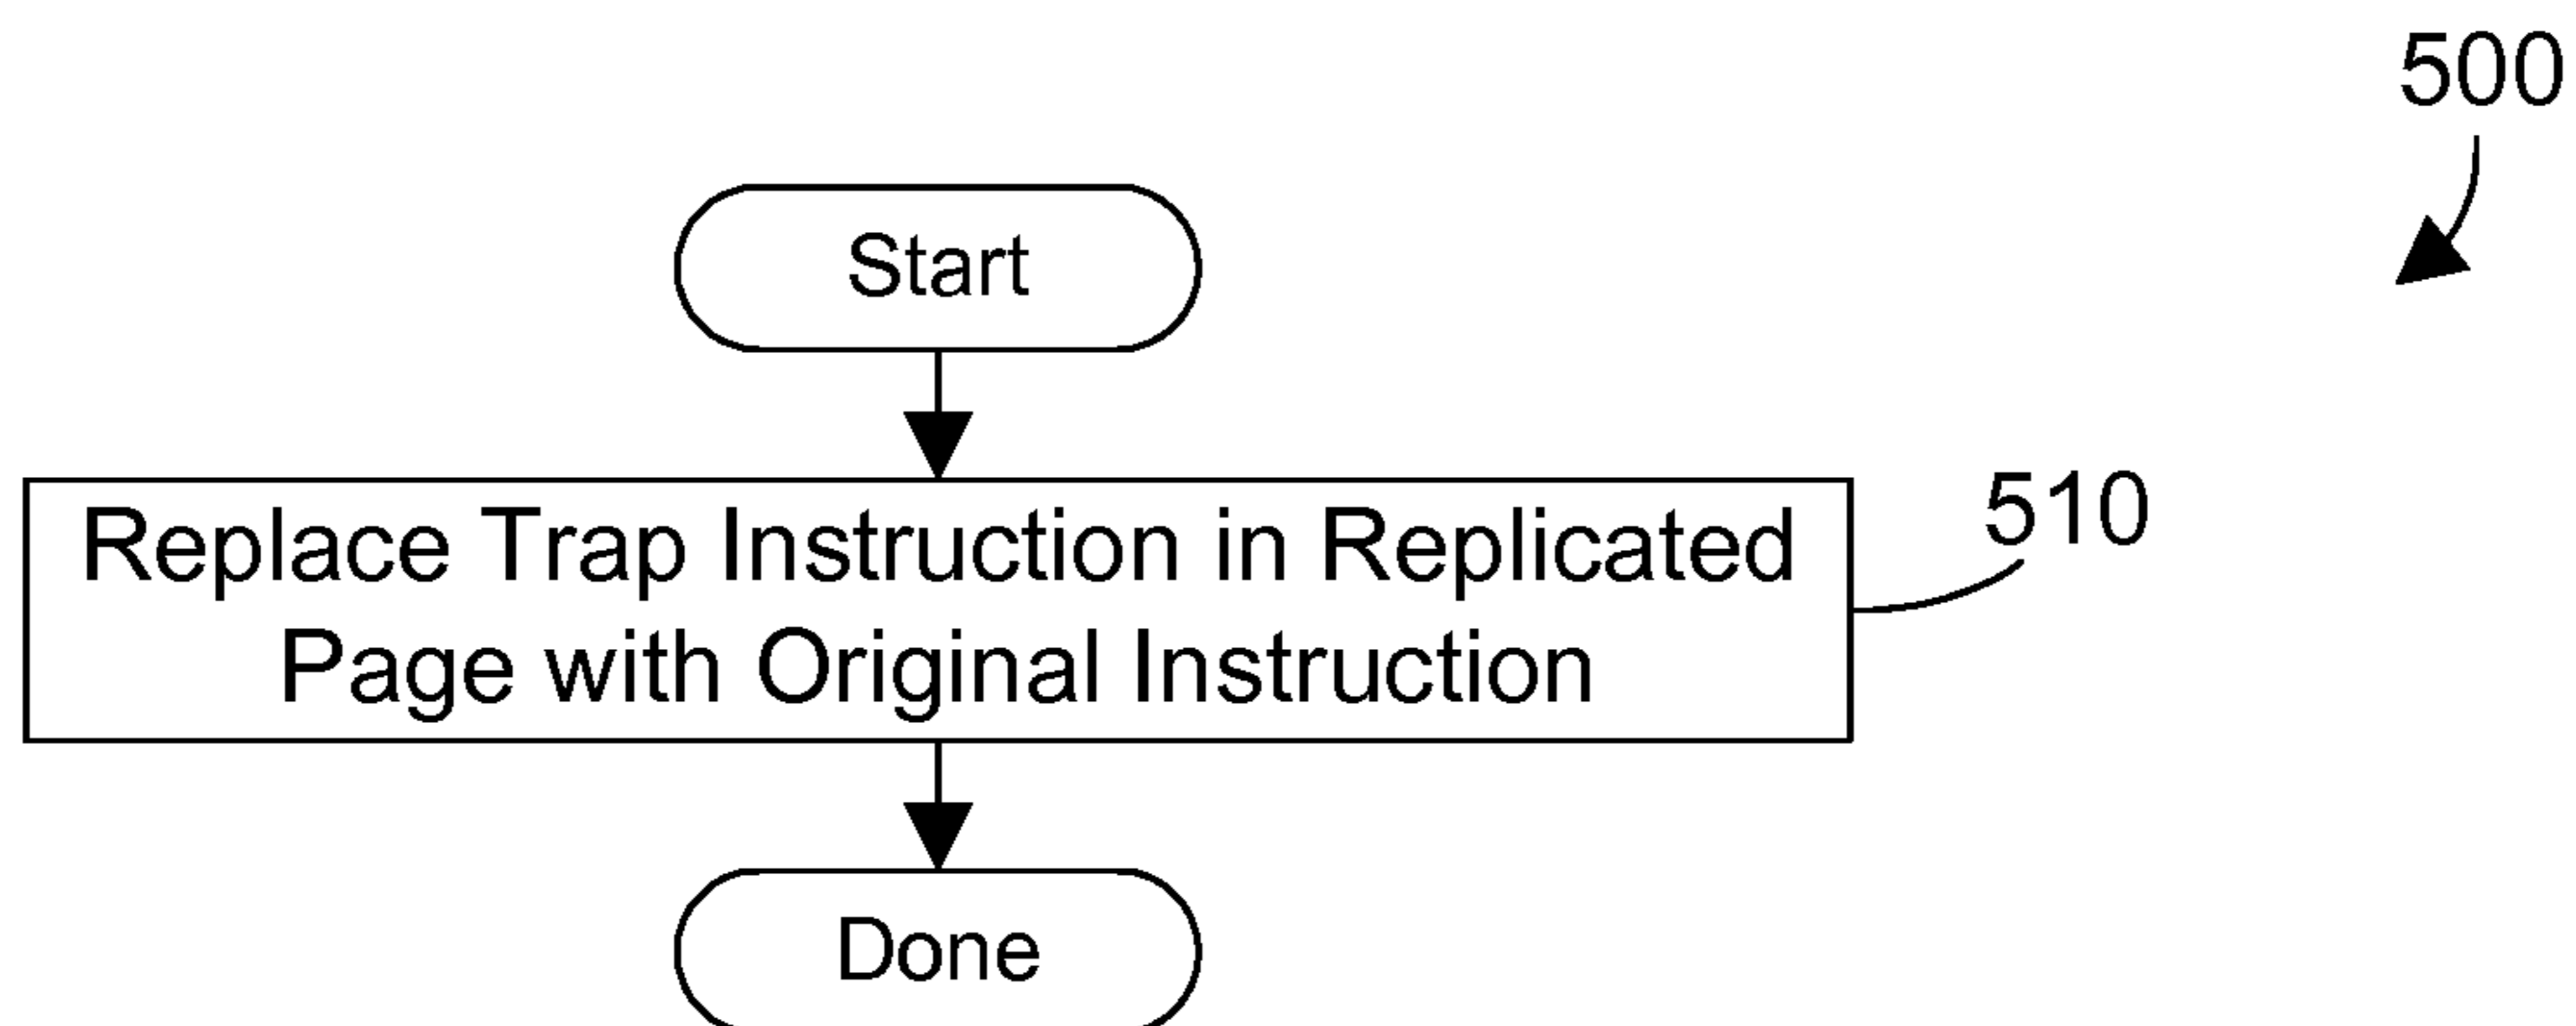 500
Start
Replace Trap Instruction in Replicated
Page with Original Instruction
510
Done